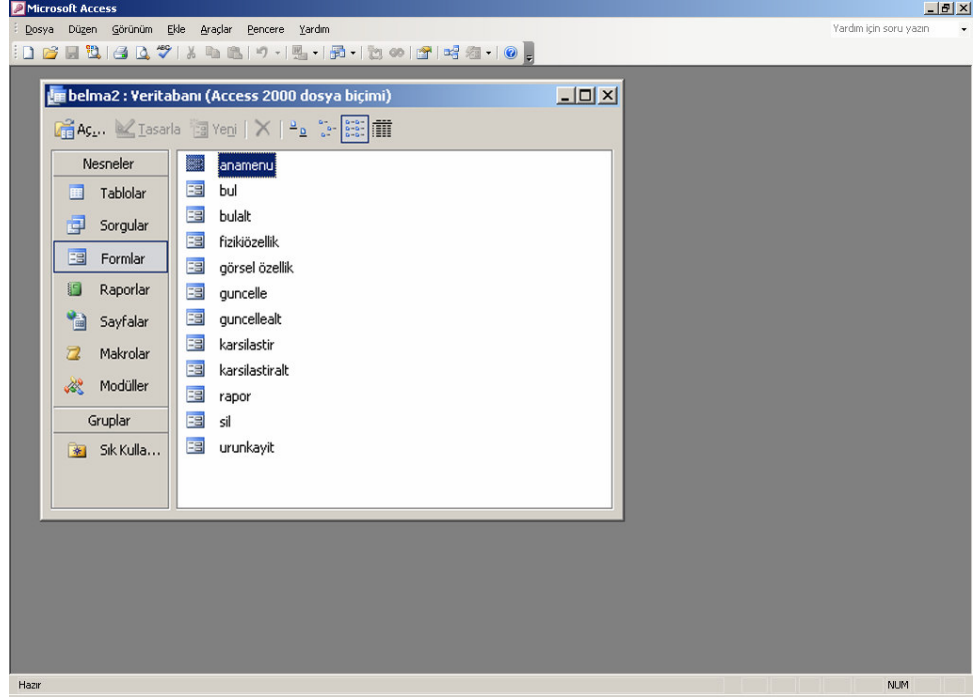 Microsoft Access
Dosya Düzen Görünüm Ekle Araçlar Pencere Yardım
Yardım için soru yazın
belma2 : Veritabanı (Access 2000 dosya biçimi)
Aç... Tasarla Yeni
Nesneler
Tablolar
Sorgular
Formlar
Raporlar
Sayfalar
Makrolar
Modüller
Gruplar
Sık Kulla...
anamenu
bul
bulalt
fizikiözellik
görsel özellik
guncelle
guncellealt
karsilastir
karsilastiralt
rapor
sil
urunkayit
Hazır
NUM